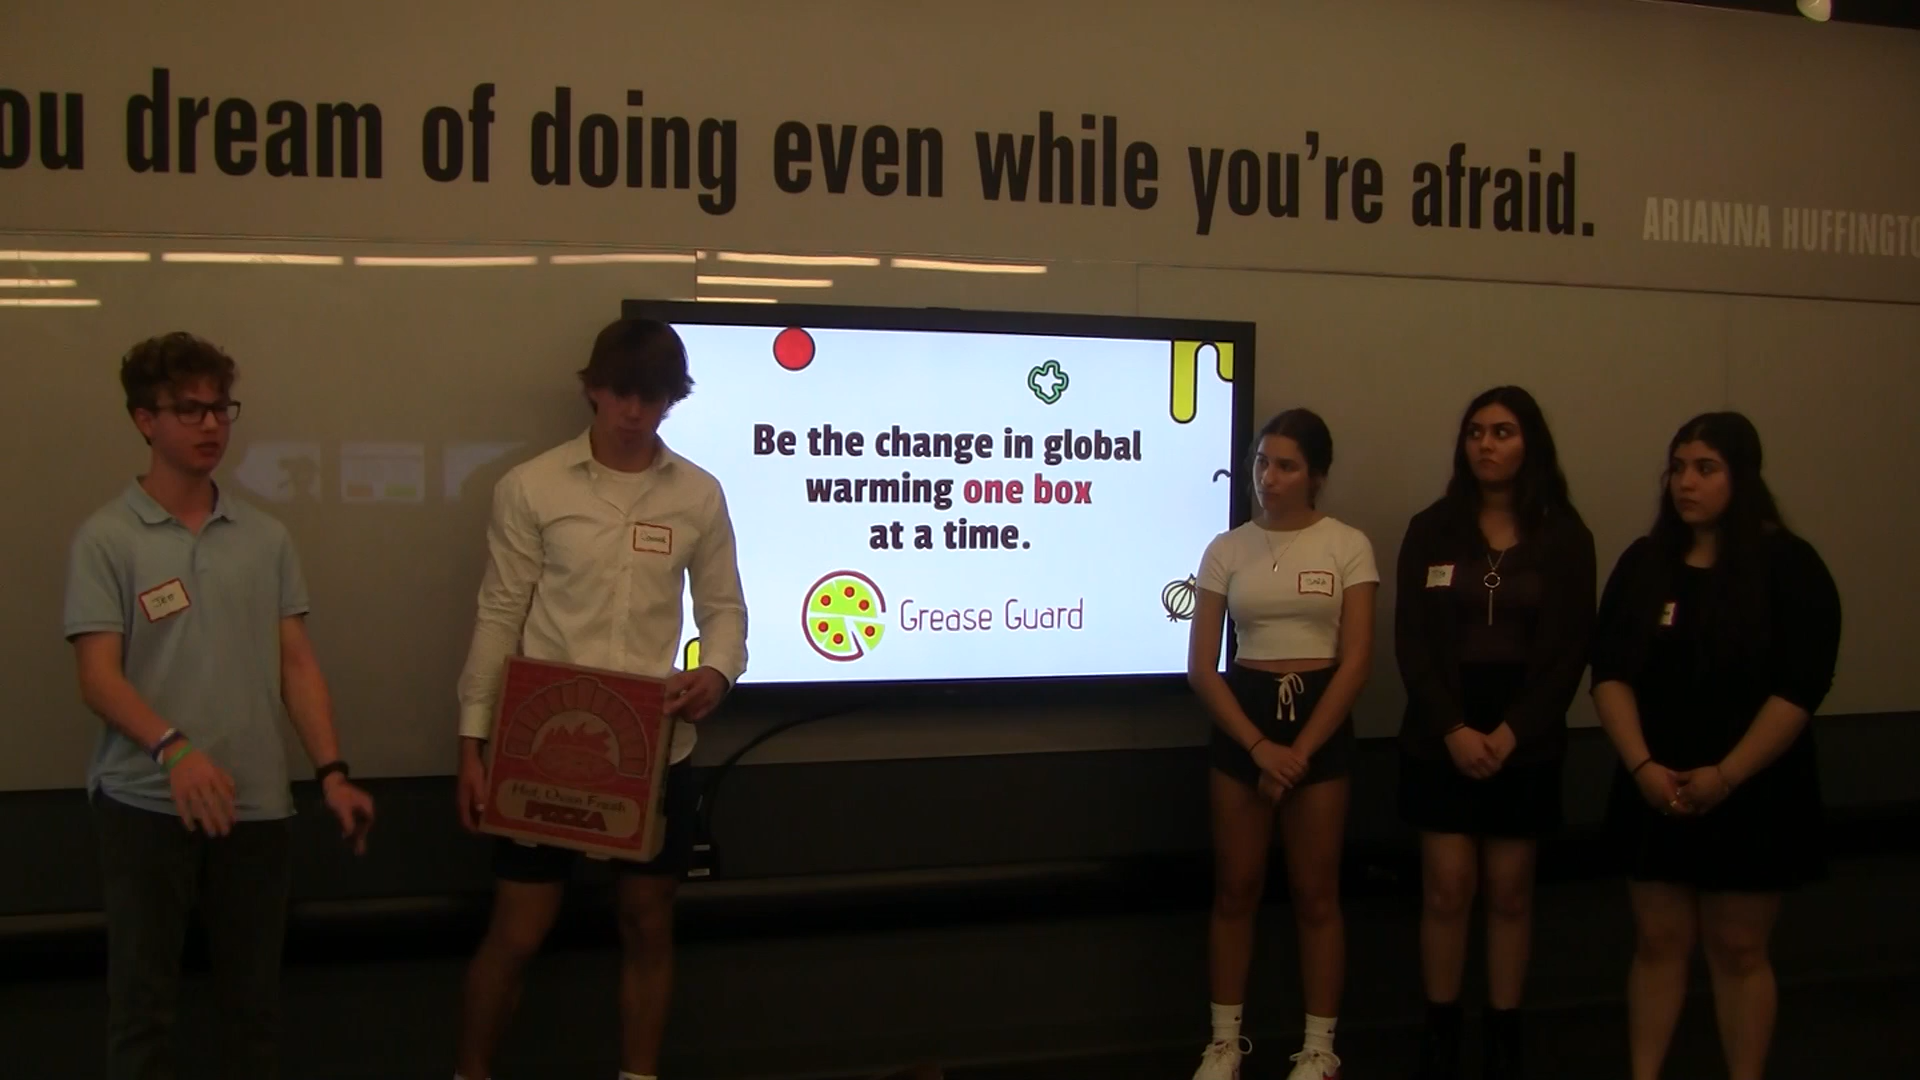 ou dream of doing even while you're afraid.
ARIANNA HUFFINGTO
Be the change in global
warming one box
at a time.
Grease Guard
Jeff
Hot Oven Fresh
PIZZA